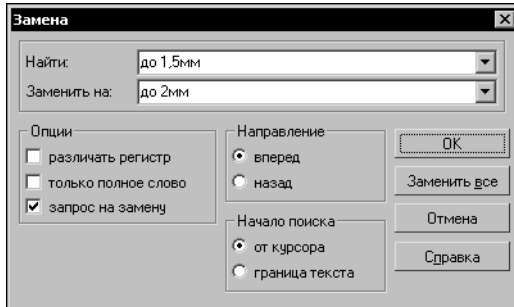 Замена
Найти: до 1,5мм
Заменить на: до 2мм
Опции
различать регистр
только полное слово
запрос на замену
Направление
вперед
назад
Начало поиска
от курсора
граница текста
OK
Заменить все
Отмена
Справка